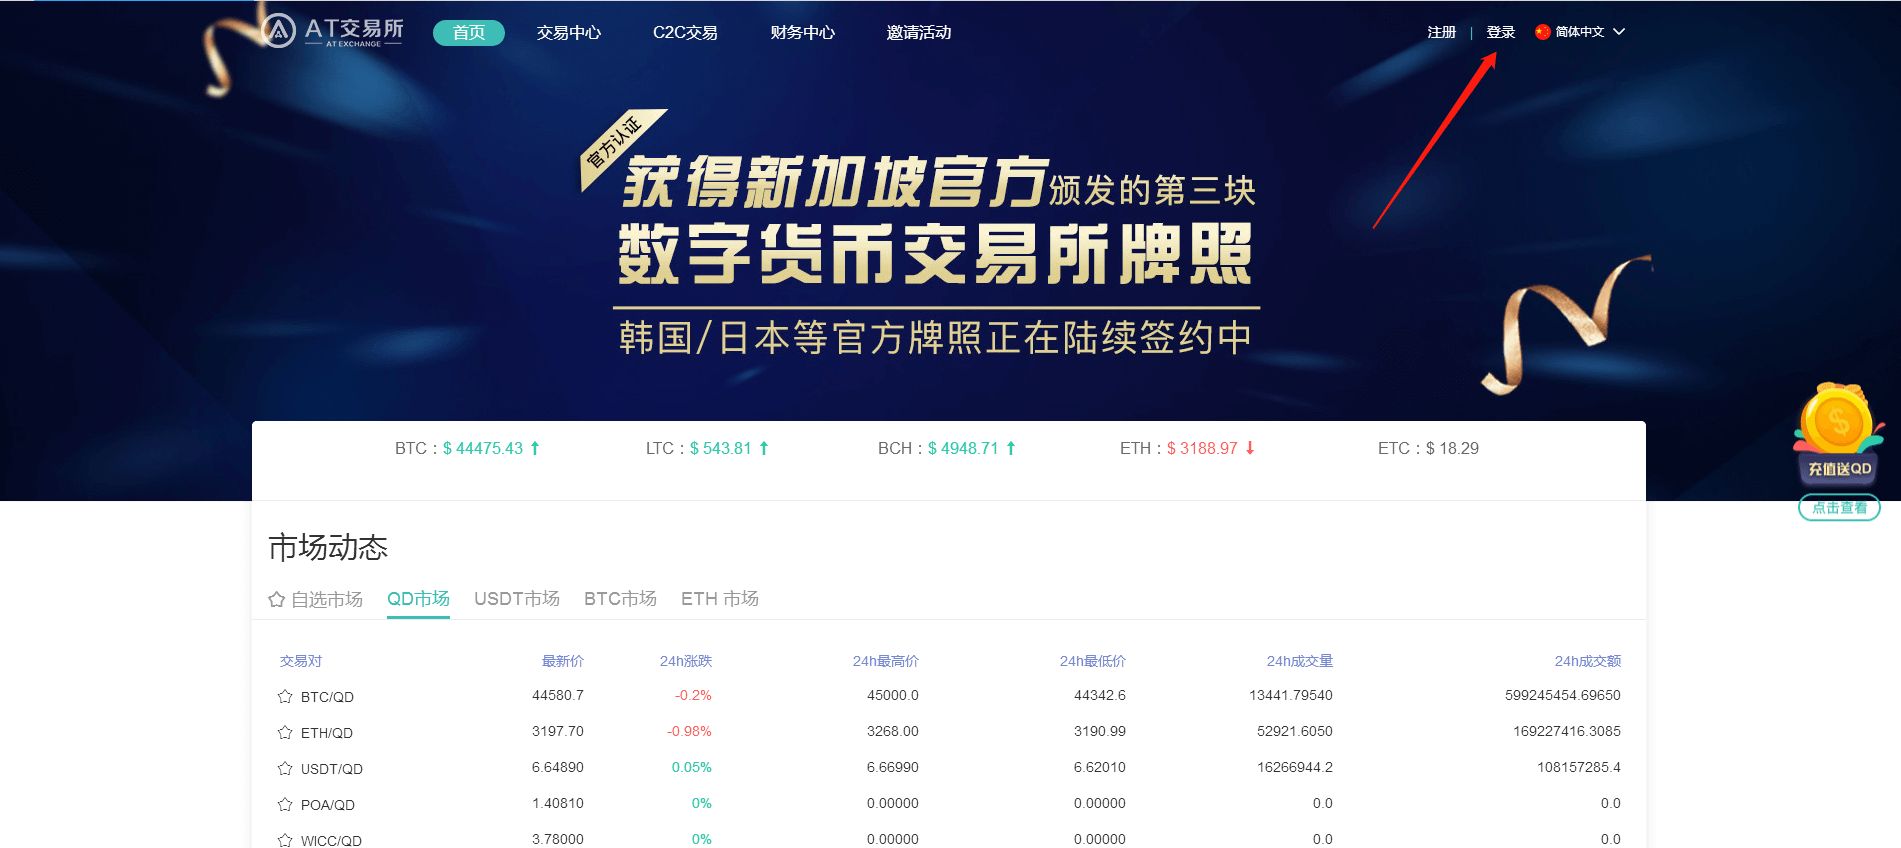 AT交易所
AT EXCHANGE
首页 交易中心 C2C交易 财务中心 邀请活动
注册 | 登录 简体中文
官方认证
获得新加坡官方颁发的第三块
数字货币交易所牌照
韩国/日本等官方牌照正在陆续签约中
充值送QD
点击查看
BTC：$ 44475.43 LTC：$ 543.81 BCH：$ 4948.71 ETH：$ 3188.97 ETC：$ 18.29
市场动态
自选市场 QD市场 USDT市场 BTC市场 ETH 市场
交易对 最新价 24h涨跌 24h最高价 24h最低价 24h成交量 24h成交额
BTC/QD 44580.7 -0.2% 45000.0 44342.6 13441.79540 599245454.69650
ETH/QD 3197.70 -0.98% 3268.00 3190.99 52921.6050 169227416.3085
USDT/QD 6.64890 0.05% 6.66990 6.62010 16266944.2 108157285.4
POA/QD 1.40810 0% 0.00000 0.00000 0.0 0.0
WICC/QD 3.78000 0% 0.00000 0.00000 0.0 0.0